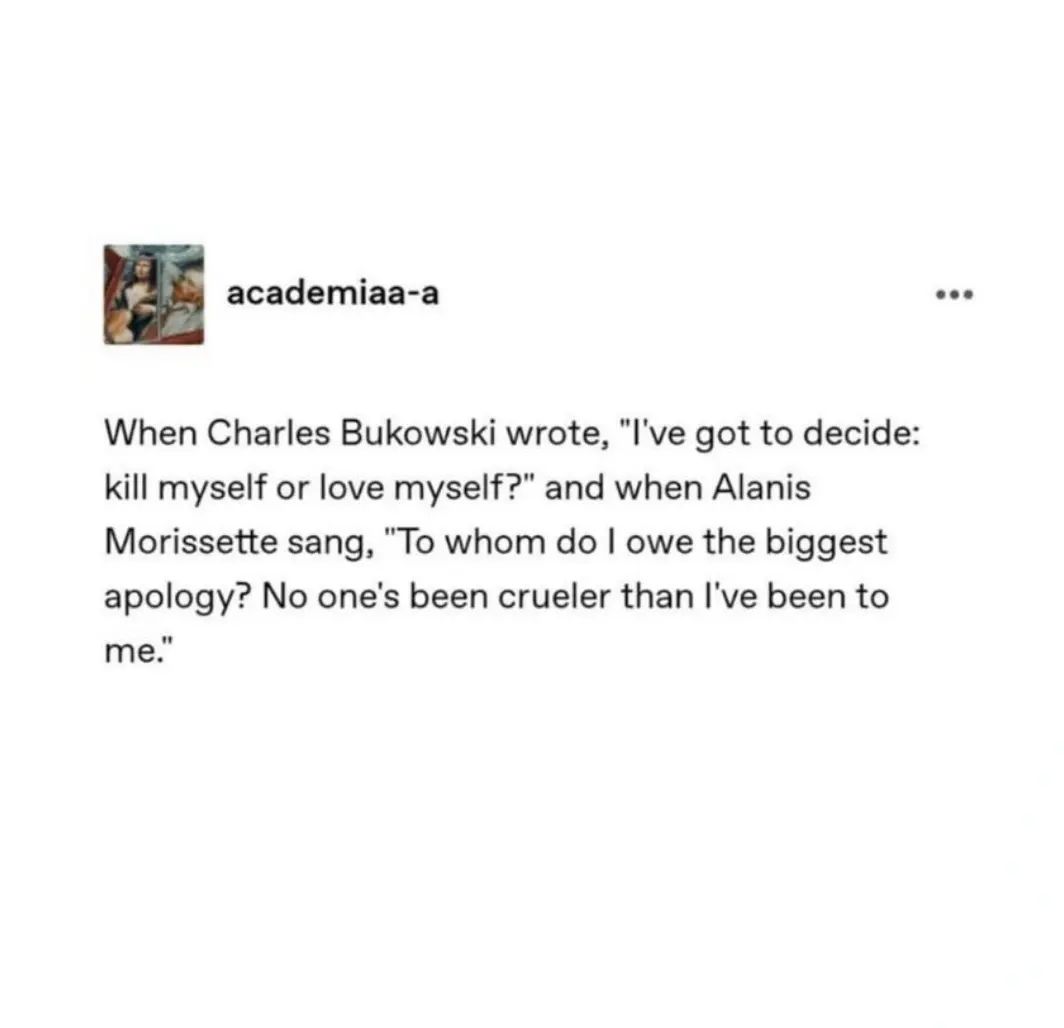 academiaa-a
When Charles Bukowski wrote, "I've got to decide:
kill myself or love myself?" and when Alanis
Morissette sang, "To whom do I owe the biggest
apology? No one's been crueler than I've been to
me."